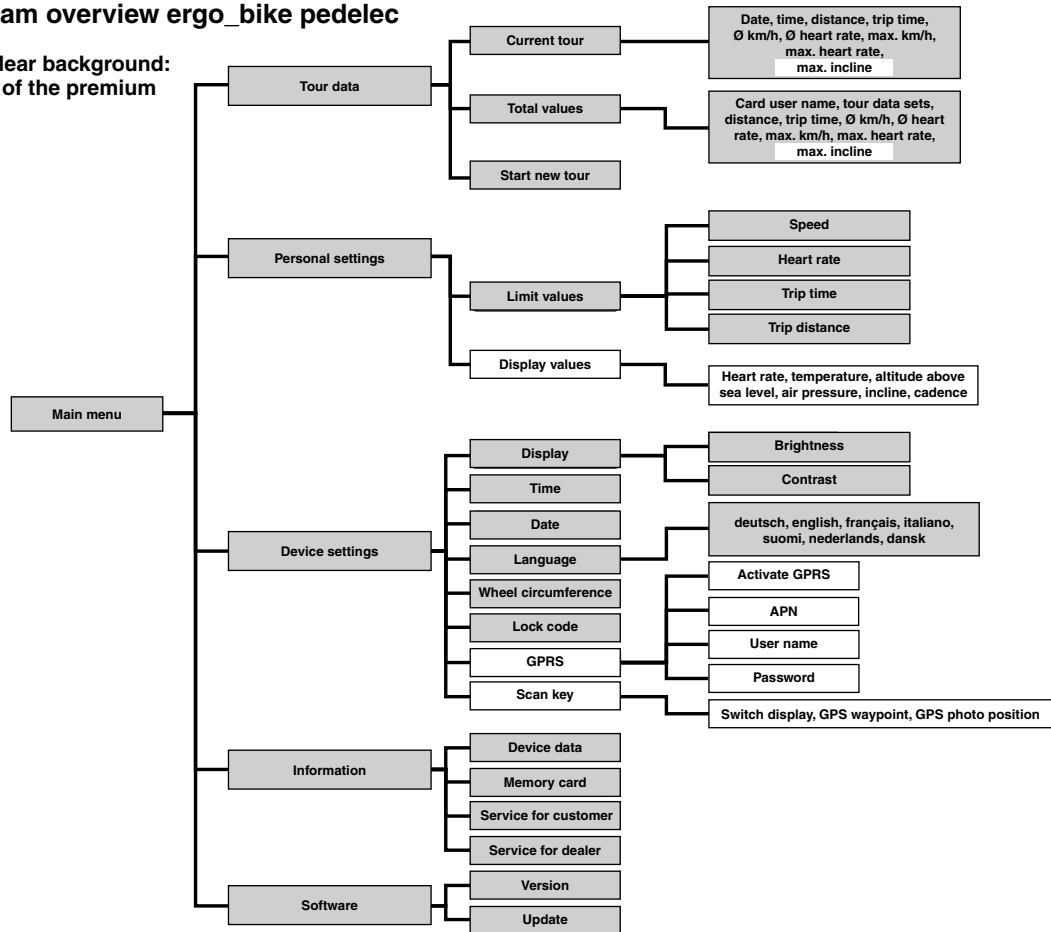 am overview ergo_bike pedelec
lear background:
of the premium
Main menu
Tour data
Current tour
Date, time, distance, trip time,
Ø km/h, Ø heart rate, max. km/h,
max. heart rate,
max. incline
Total values
Card user name, tour data sets,
distance, trip time, Ø km/h, Ø heart
rate, max. km/h, max. heart rate,
max. incline
Start new tour
Personal settings
Limit values
Speed
Heart rate
Trip time
Trip distance
Display values
Heart rate, temperature, altitude above
sea level, air pressure, incline, cadence
Device settings
Display
Brightness
Contrast
Time
Date
Language
deutsch, english, français, italiano,
suomi, nederlands, dansk
Wheel circumference
Lock code
GPRS
Activate GPRS
APN
User name
Password
Scan key
Switch display, GPS waypoint, GPS photo position
Information
Device data
Memory card
Service for customer
Service for dealer
Software
Version
Update